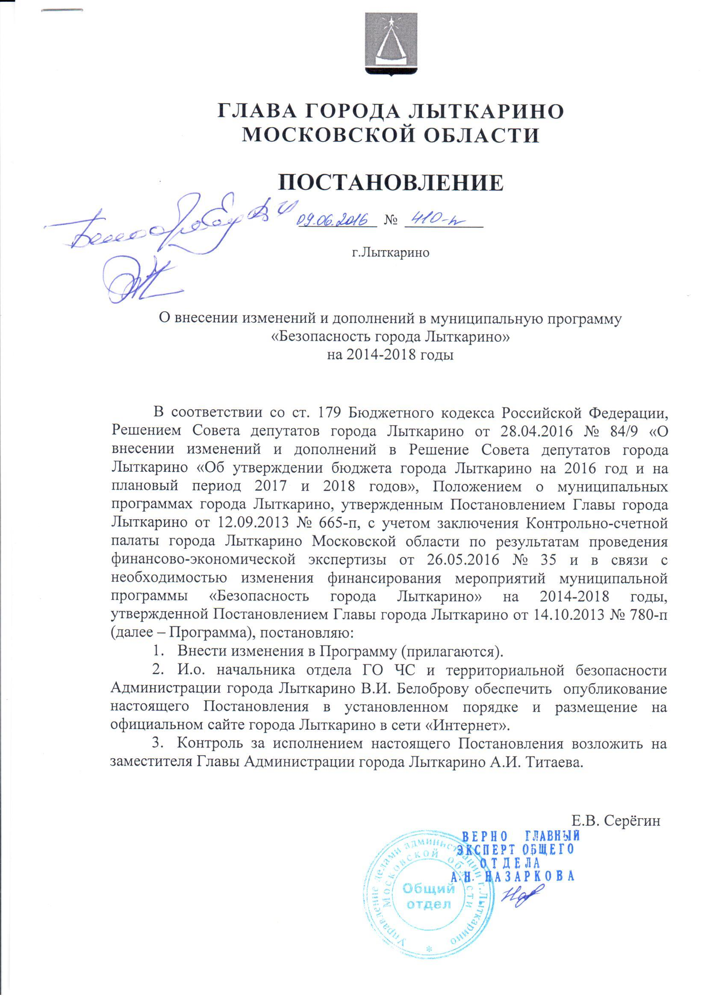 ГЛАВА ГОРОДА ЛЫТКАРИНО
МОСКОВСКОЙ ОБЛАСТИ
ПОСТАНОВЛЕНИЕ
09.06.2016 № 410-п
г.Лыткарино
О внесении изменений и дополнений в муниципальную программу
«Безопасность города Лыткарино»
на 2014-2018 годы
В соответствии со ст. 179 Бюджетного кодекса Российской Федерации,
Решением Совета депутатов города Лыткарино от 28.04.2016 № 84/9 «О
внесении изменений и дополнений в Решение Совета депутатов города
Лыткарино «Об утверждении бюджета города Лыткарино на 2016 год и на
плановый период 2017 и 2018 годов», Положением о муниципальных
программах города Лыткарино, утвержденным Постановлением Главы города
Лыткарино от 12.09.2013 № 665-п, с учетом заключения Контрольно-счетной
палаты города Лыткарино Московской области по результатам проведения
финансово-экономической экспертизы от 26.05.2016 № 35 и в связи с
необходимостью изменения финансирования мероприятий муниципальной
программы «Безопасность города Лыткарино» на 2014-2018 годы,
утвержденной Постановлением Главы города Лыткарино от 14.10.2013 № 780-п
(далее – Программа), постановляю:
1. Внести изменения в Программу (прилагаются).
2. И.о. начальника отдела ГО ЧС и территориальной безопасности
Администрации города Лыткарино В.И. Белоброву обеспечить опубликование
настоящего Постановления в установленном порядке и размещение на
официальном сайте города Лыткарино в сети «Интернет».
3. Контроль за исполнением настоящего Постановления возложить на
заместителя Главы Администрации города Лыткарино А.И. Титаева.
Е.В. Серёгин
ВЕРНО ГЛАВНЫЙ
ЭКСПЕРТ ОБЩЕГО
ОТДЕЛА
А.Н. НАЗАРКОВА
Управление делами администрации г.Лыткарино
Московской области
Общий
отдел